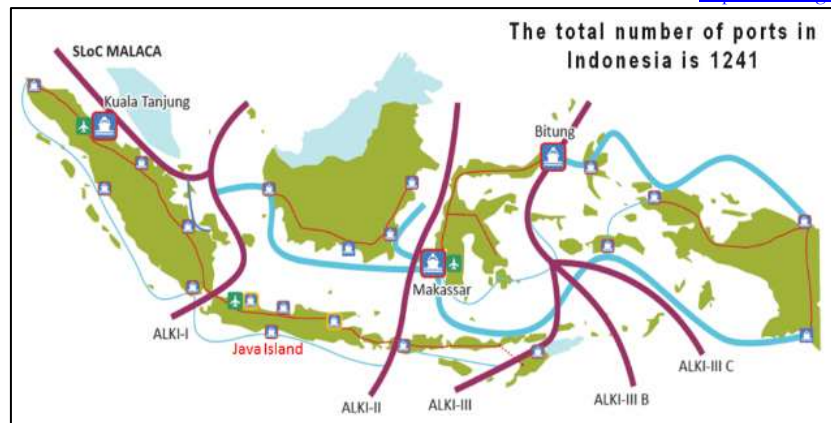 The total number of ports in
Indonesia is 1241
SLoC MALACA
Kuala Tanjung
Bitung
Makassar
ALKI-I
Java Island
ALKI-II
ALKI-III
ALKI-III B
ALKI-III C